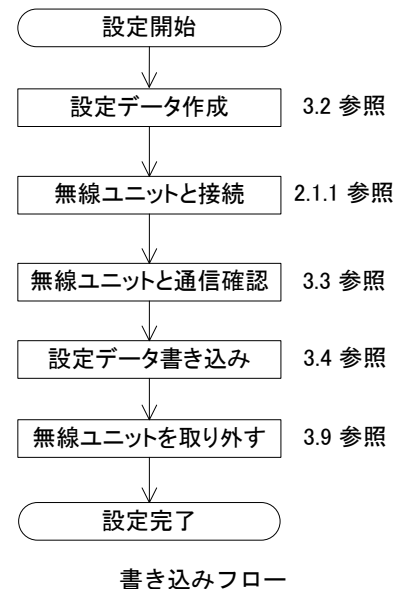 設定開始
設定データ作成 3.2 参照
無線ユニットと接続 2.1.1 参照
無線ユニットと通信確認 3.3 参照
設定データ書き込み 3.4 参照
無線ユニットを取り外す 3.9 参照
設定完了
書き込みフロー